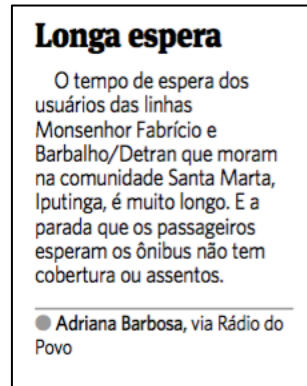 Longa espera
O tempo de espera dos
usuários das linhas
Monsenhor Fabrício e
Barbalho/Detran que moram
na comunidade Santa Marta,
Iputinga, é muito longo. E a
parada que os passageiros
esperam os ônibus não tem
cobertura ou assentos.
Adriana Barbosa, via Rádio do
Povo